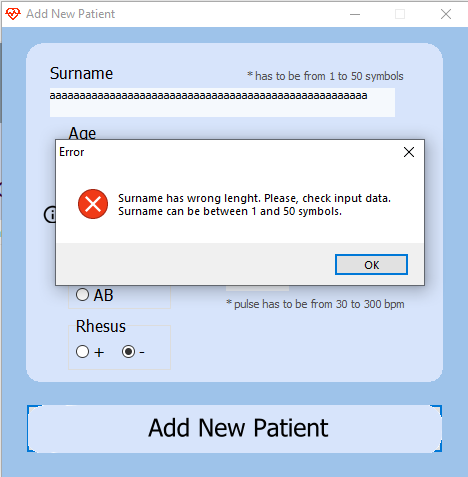 Add New Patient
Surname
* has to be from 1 to 50 symbols
Age
Error
Surname has wrong lenght. Please, check input data.
Surname can be between 1 and 50 symbols.
OK
AB
* pulse has to be from 30 to 300 bpm
Rhesus
+ -
Add New Patient